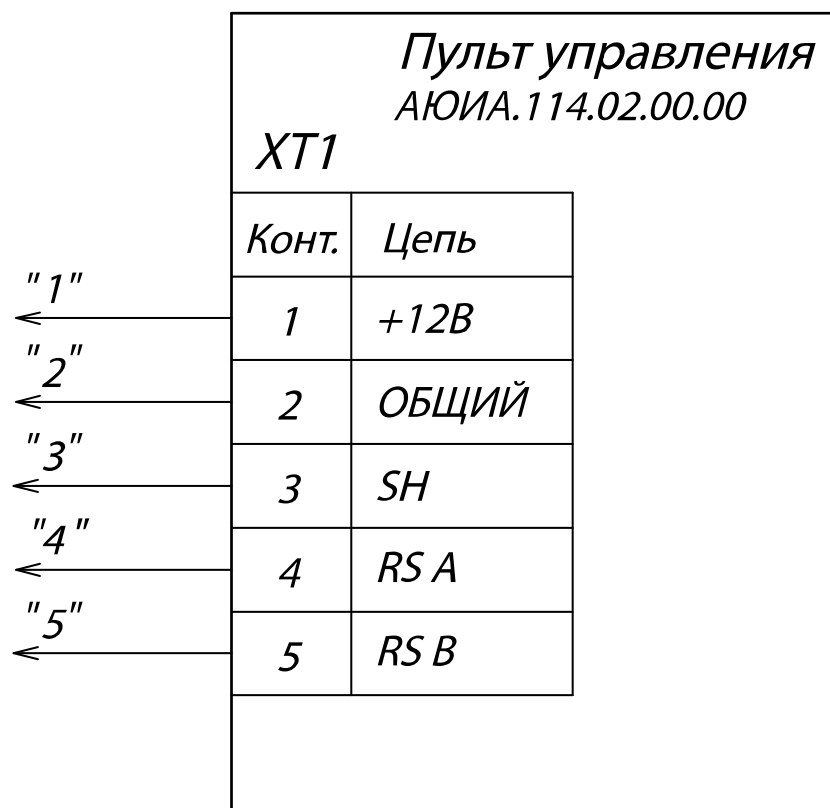 Пульт управления
АЮИА.114.02.00.00
XT1
Конт. Цепь
"1" 1 +12В
"2" 2 ОБЩИЙ
"3" 3 SH
"4" 4 RS A
"5" 5 RS B